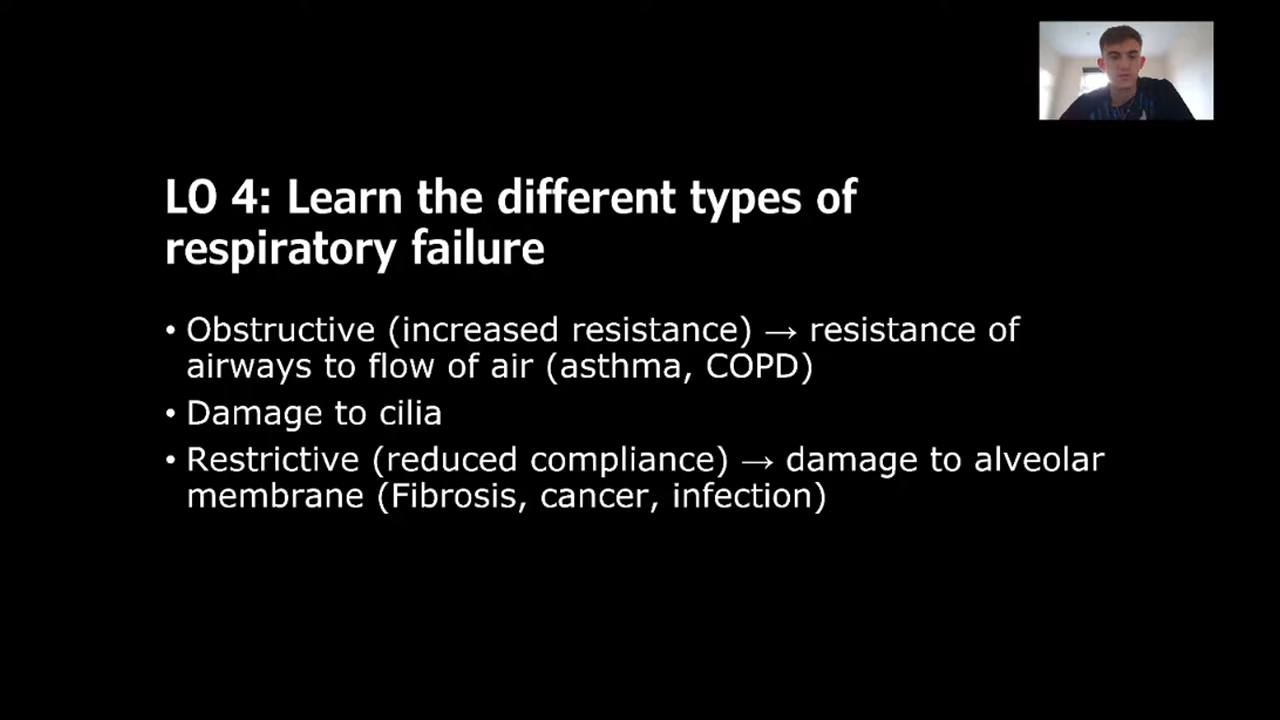 LO 4: Learn the different types of
respiratory failure
• Obstructive (increased resistance) → resistance of
airways to flow of air (asthma, COPD)
• Damage to cilia
• Restrictive (reduced compliance) → damage to alveolar
membrane (Fibrosis, cancer, infection)